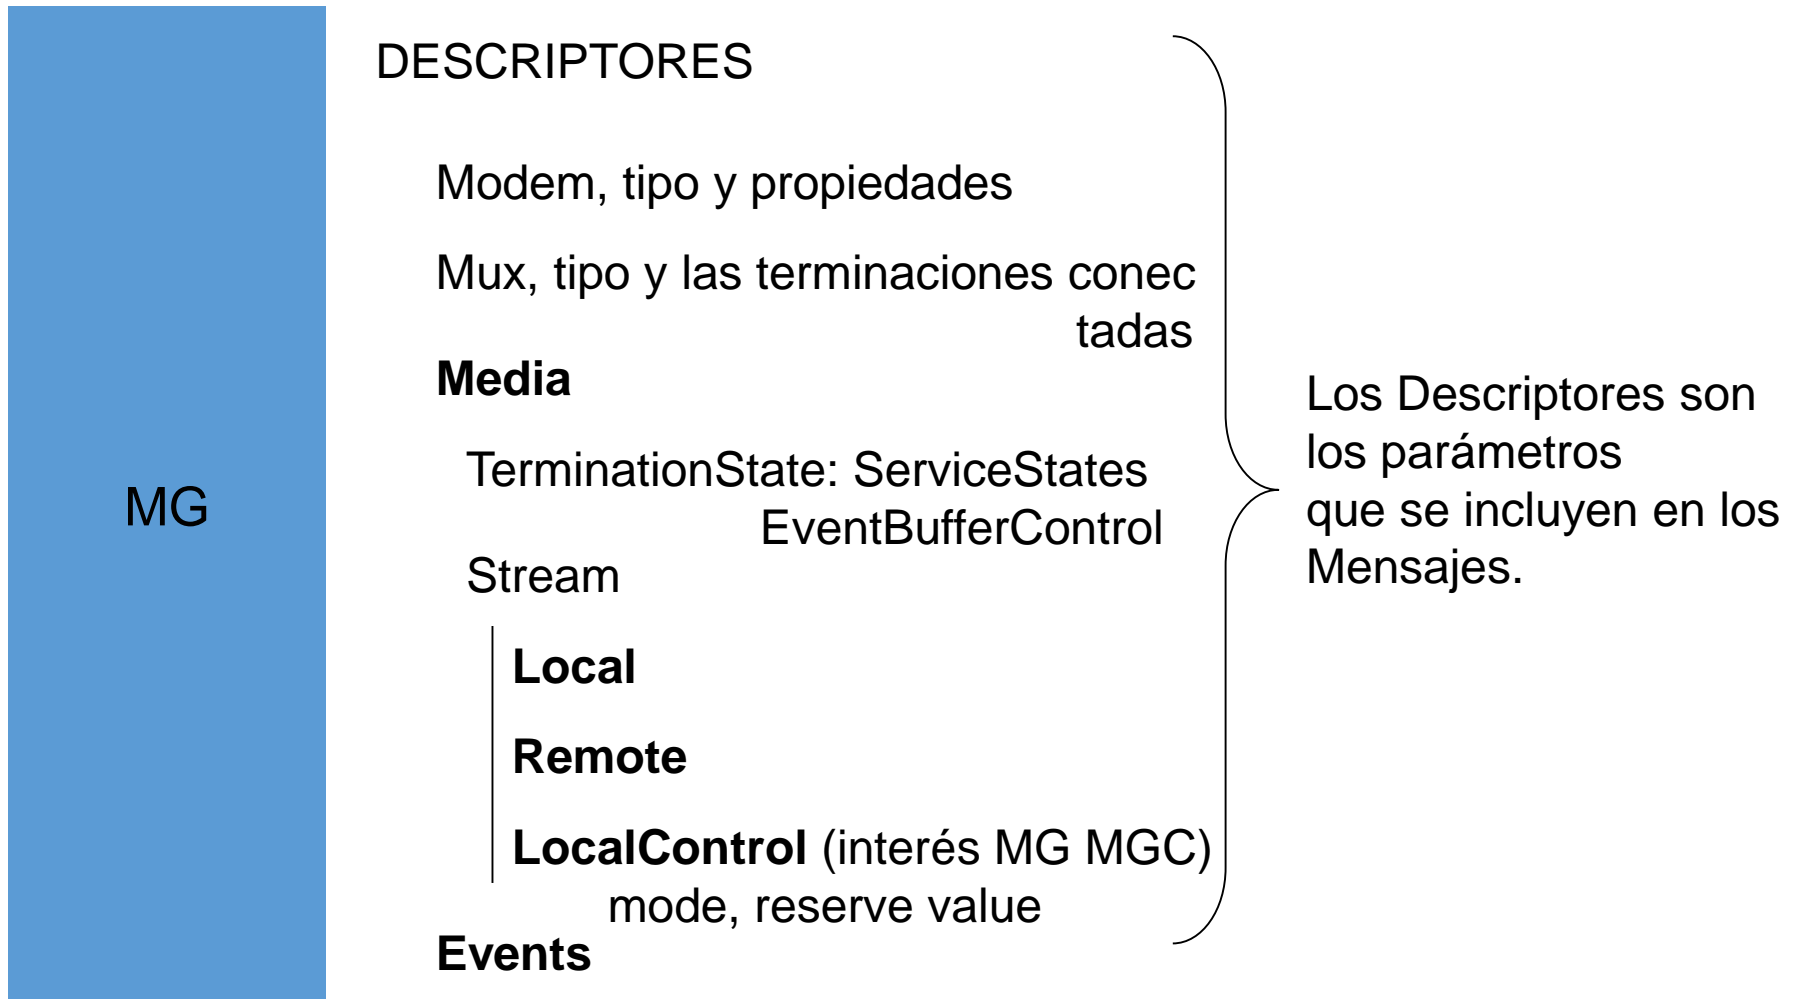 MG
DESCRIPTORES
Modem, tipo y propiedades
Mux, tipo y las terminaciones conec
tadas
Media
TerminationState: ServiceStates
EventBufferControl
Stream
Local
Remote
LocalControl (interés MG MGC)
mode, reserve value
Events
Los Descriptores son
los parámetros
que se incluyen en los
Mensajes.